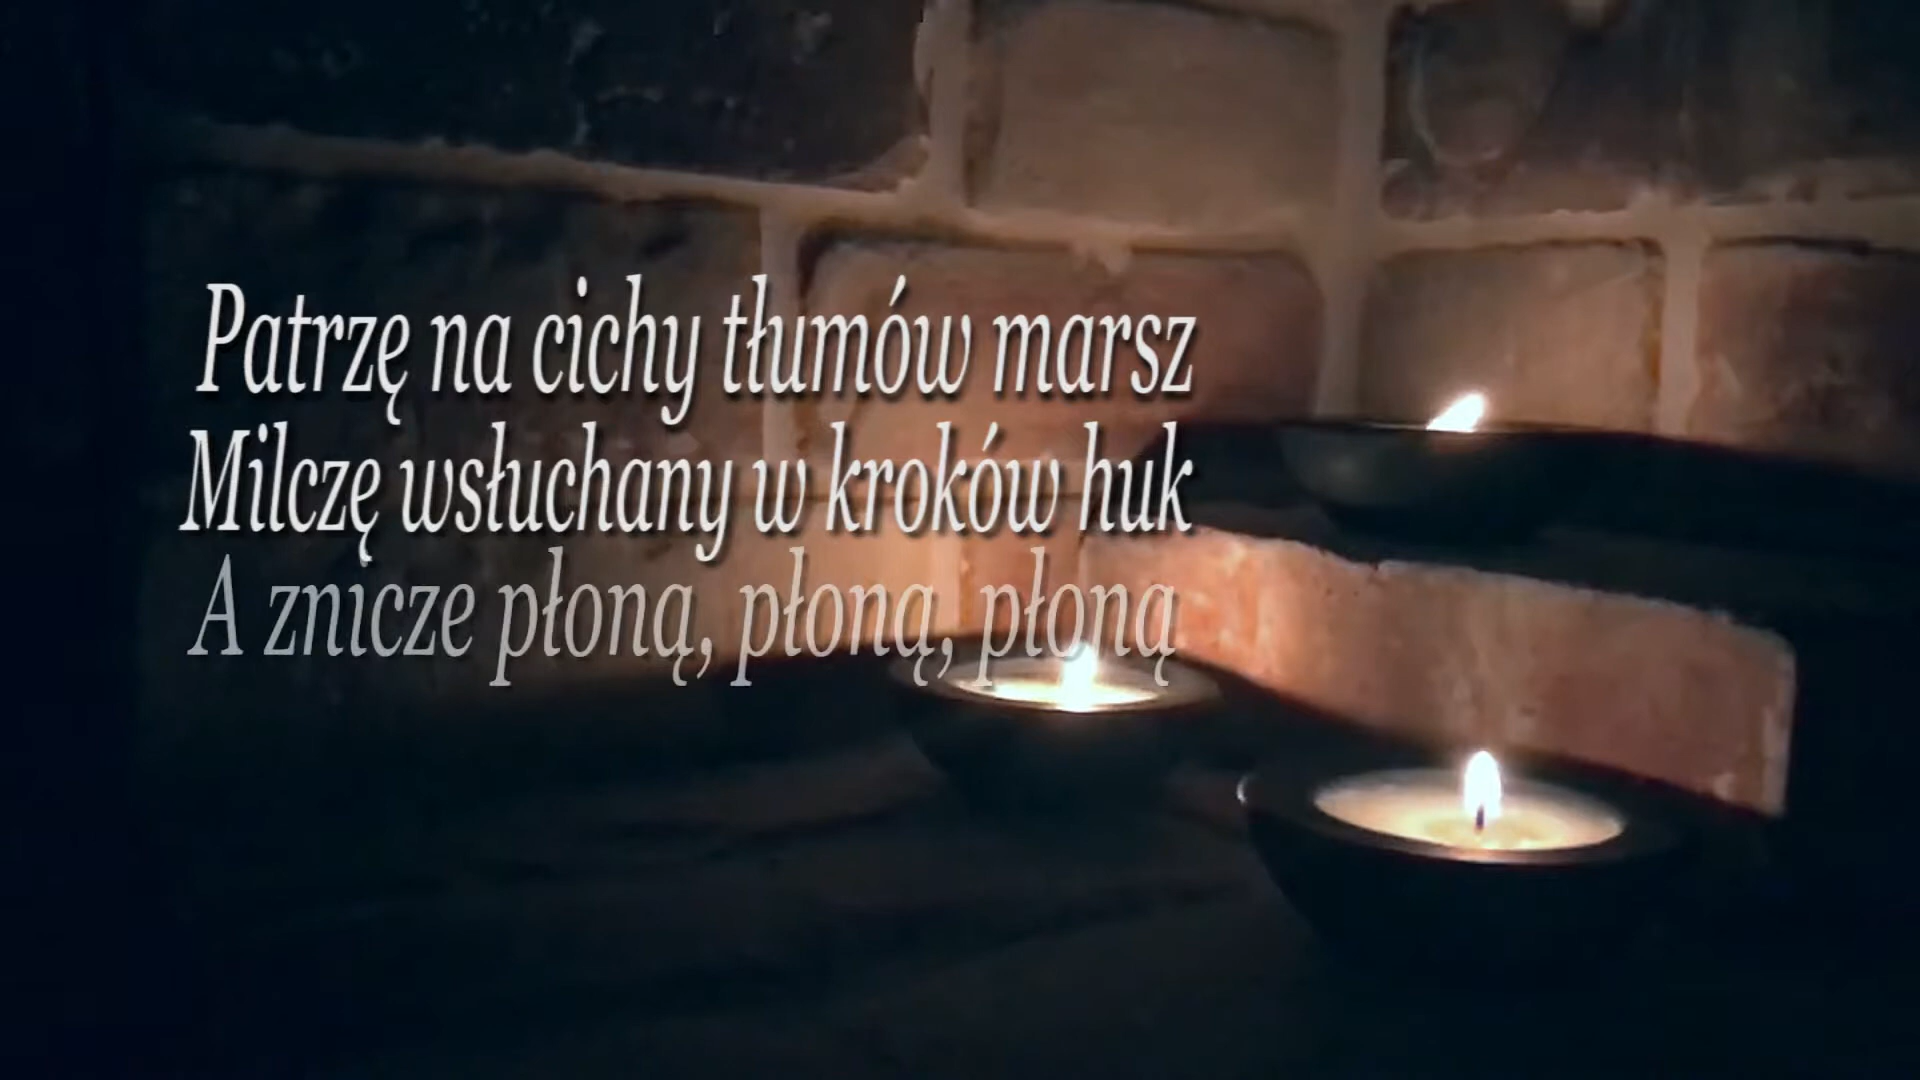 Patrzę na cichy tłumów marsz
Milczę wsłuchany w kroków huk
A znicze płoną, płoną, płoną